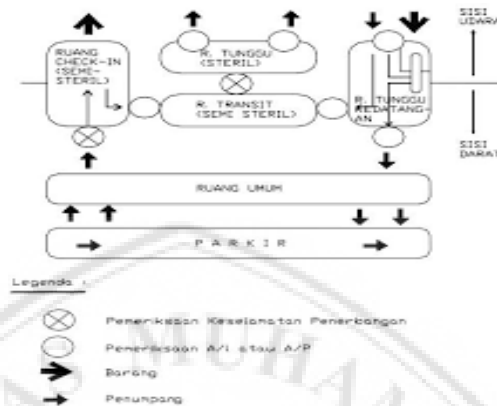 SISI
UDARA
RUANG
CHECK-IN
(SEMI-
STERIL)
R. TUNGGU
(STERIL)
R. TRANSIT
(SEMI STERIL)
R. TUNGGU
KEDATANG-
AN
SISI
DARAT
RUANG UMUM
PARKIR
Legenda :
Pemeriksaan Keselamatan Penerbangan
Pemeriksaan A/L atau A/P
Barang
Penumpang